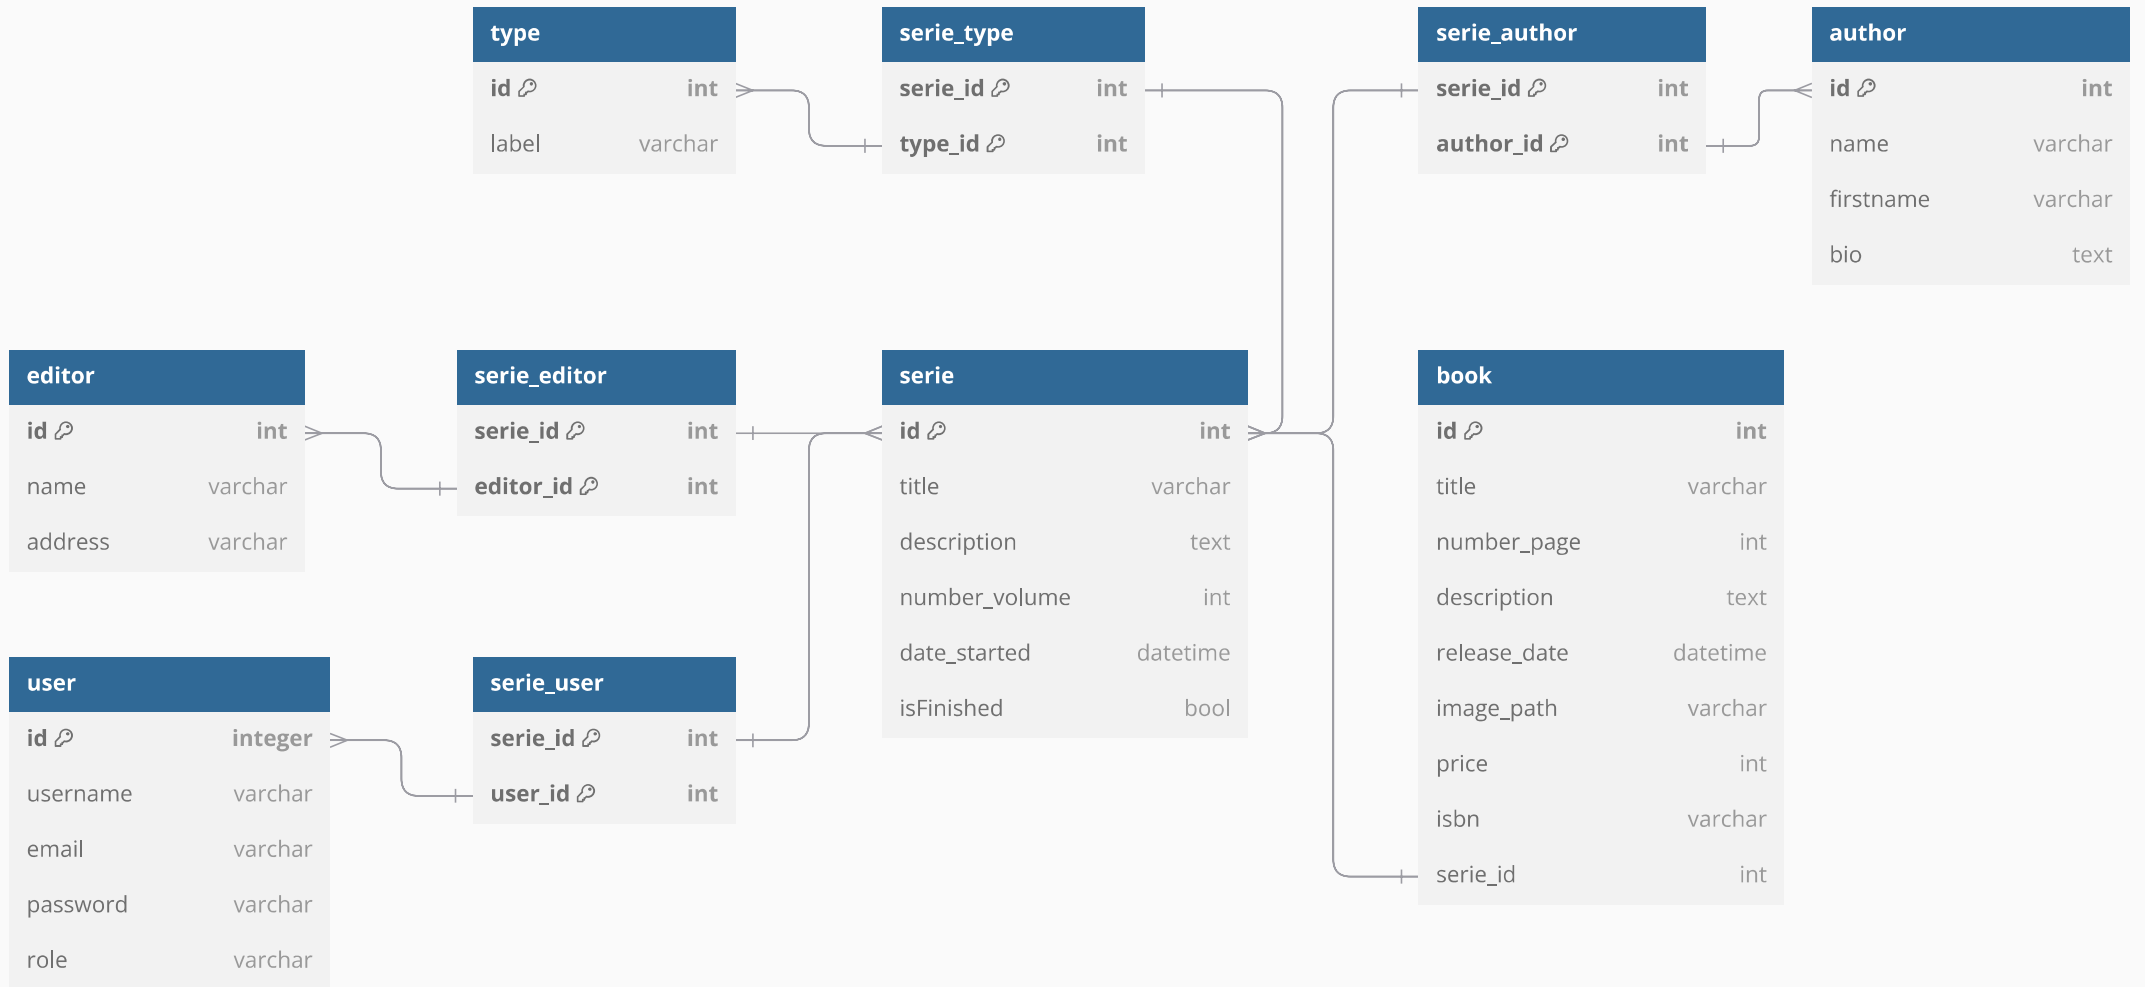 type
id int
label varchar
serie_type
serie_id int
type_id int
serie_author
serie_id int
author_id int
author
id int
name varchar
firstname varchar
bio text
editor
id int
name varchar
address varchar
serie_editor
serie_id int
editor_id int
serie
id int
title varchar
description text
number_volume int
date_started datetime
isFinished bool
book
id int
title varchar
number_page int
description text
release_date datetime
image_path varchar
price int
isbn varchar
serie_id int
user
id integer
username varchar
email varchar
password varchar
role varchar
serie_user
serie_id int
user_id int